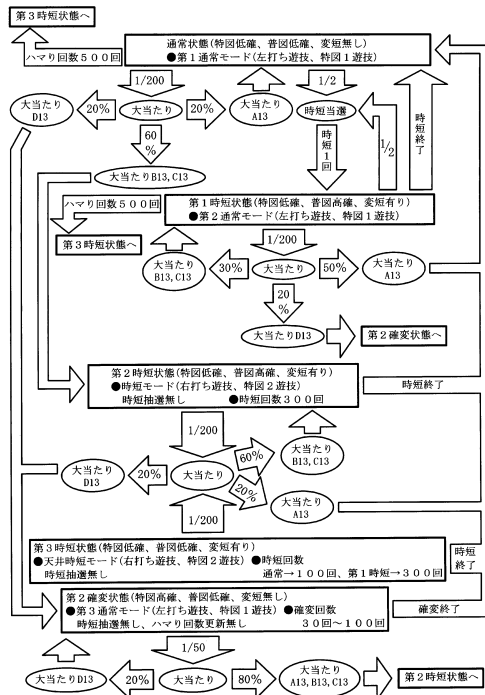 第3時短状態へ
通常状態(特図低確、普図低確、変短無し)
●第1通常モード(左打ち遊技、特図1遊技)
ハマり回数500回
1/200
1/2
大当たり
D13
20%
大当たり
20%
大当たり
A13
時短当選
時短終了
60
%
時短1回
1/2
大当たりB13,C13
ハマり回数500回
第1時短状態(特図低確、普図高確、変短有り)
●第2通常モード(左打ち遊技、特図1遊技)
第3時短状態へ
1/200
大当たり
B13,C13
30%
大当たり
50%
大当たり
A13
20
%
大当たりD13
第2確変状態へ
第2時短状態(特図低確、普図高確、変短有り)
●時短モード(右打ち遊技、特図2遊技)
時短抽選無し ●時短回数300回
時短終了
1/200
大当たり
D13
20%
大当たり
60%
大当たり
B13,C13
20%
大当たり
A13
1/200
第3時短状態(特図低確、普図低確、変短有り)
●天井時短モード(右打ち遊技、特図2遊技) ●時短回数
時短抽選無し 通常→100回、第1時短→300回
時短
終了
第2確変状態(特図高確、普図低確、変短無し)
●第3通常モード(左打ち遊技、特図1遊技) ●確変回数
時短抽選無し、ハマり回数更新無し 30回~100回
確変終了
1/50
大当たりD13
20%
大当たり
80%
大当たり
A13,B13,C13
第2時短状態へ